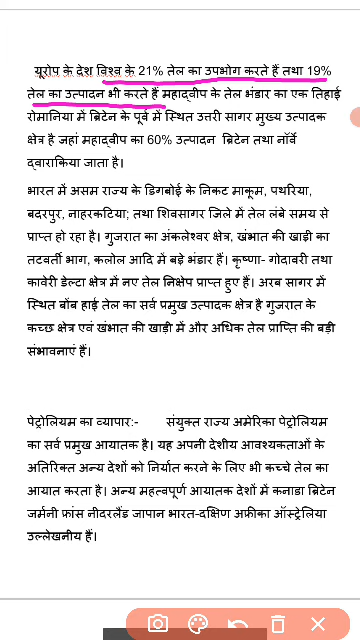 यूरोप के देश विश्व के 21% तेल का उपभोग करते हैं तथा 19%
तेल का उत्पादन भी करते हैं महाद्वीप के तेल भंडार का एक तिहाई
रोमानिया में ब्रिटेन के पूर्व में स्थित उत्तरी सागर मुख्य उत्पादक
क्षेत्र है जहां महाद्वीप का 60% उत्पादन ब्रिटेन तथा नॉर्वे
द्वाराकिया जाता है।
भारत में असम राज्य के डिगबोई के निकट माकूम, पथरिया,
बदरपुर, नाहरकटिया; तथा शिवसागर जिले में तेल लंबे समय से
प्राप्त हो रहा है। गुजरात का अंकलेश्वर क्षेत्र, खंभात की खाड़ी का
तटवर्ती भाग, कलोल आदि में बड़े भंडार हैं। कृष्णा- गोदावरी तथा
कावेरी डेल्टा क्षेत्र में नए तेल निक्षेप प्राप्त हुए हैं। अरब सागर में
स्थित बॉंब हाई तेल का सर्व प्रमुख उत्पादक क्षेत्र है गुजरात के
कच्छ क्षेत्र एवं खंभात की खाड़ी में और अधिक तेल प्राप्ति की बड़ी
संभावनाएं हैं।
पेट्रोलियम का व्यापार:- संयुक्त राज्य अमेरिका पेट्रोलियम
का सर्व प्रमुख आयातक है। यह अपनी देशीय आवश्यकताओं के
अतिरिक्त अन्य देशों को निर्यात करने के लिए भी कच्चे तेल का
आयात करता है। अन्य महत्वपूर्ण आयातक देशों में कनाडा ब्रिटेन
जर्मनी फ्रांस नीदरलैंड जापान भारत-दक्षिण अफ्रीका ऑस्ट्रेलिया
उल्लेखनीय हैं।